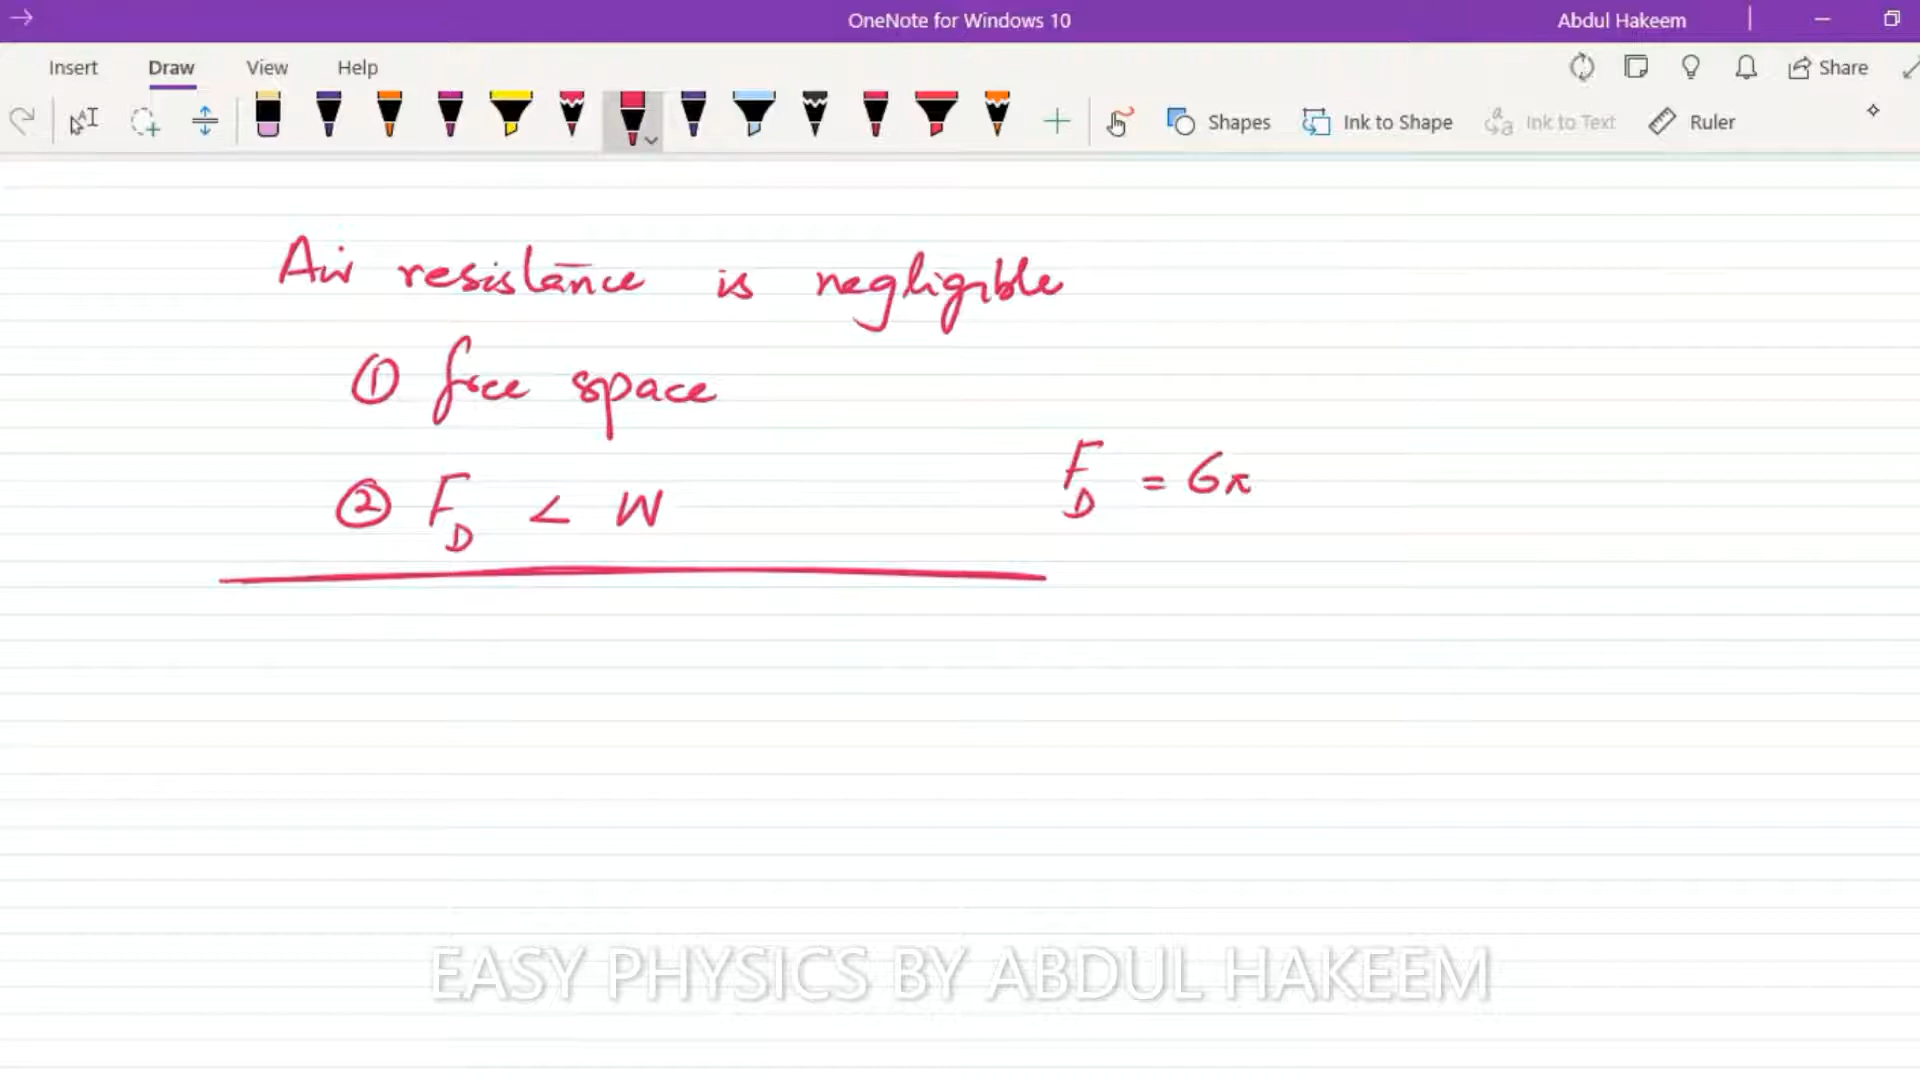 OneNote for Windows 10
Abdul Hakeem
Insert Draw View Help
Share
Shapes Ink to Shape Ink to Text Ruler
Air resistance is negligible
① free space
② F_D < W
F_D = 6π
EASY PHYSICS BY ABDUL HAKEEM